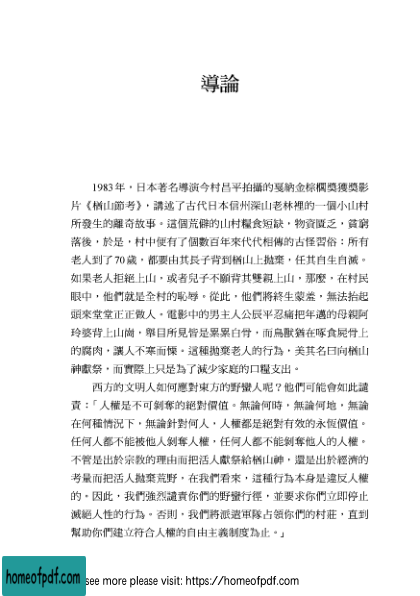 導論
1983年，日本著名導演今村昌平拍攝的戛納金棕櫚獎獲獎影
片《楢山節考》，講述了古代日本信州深山老林裡的一個小山村
所發生的離奇故事。這個荒僻的山村糧食短缺，物資匱乏，貧窮
落後，於是，村中便有了個數百年來代代相傳的古怪習俗：所有
老人到了70歲，都要由其長子背到楢山上拋棄，任其自生自滅。
如果老人拒絕上山，或者兒子不願背其雙親上山，那麼，在村民
眼中，他們就是全村的恥辱。從此，他們將終生蒙羞，無法抬起
頭來堂堂正正做人。電影中的男主人公辰平忍痛把年邁的母親阿
玲婆背上山崗，舉目所見皆是累累白骨，而鳥獸猶在啄食屍骨上
的腐肉，讓人不寒而慄。這種拋棄老人的行為，美其名曰向楢山
神獻祭，而實際上只是為了減少家庭的口糧支出。
西方的文明人如何應對東方的野蠻人呢？他們可能會如此譴
責：「人權是不可剝奪的絕對價值。無論何時，無論何地，無論
在何種情況下，無論針對何人，人權都是絕對有效的永恆價值。
任何人都不能被他人剝奪人權，任何人都不能剝奪他人的人權。
不管是出於宗教的理由而把活人獻祭給楢山神，還是出於經濟的
考量而把活人拋棄荒野，在我們看來，這種行為本身是違反人權
的。因此，我們強烈譴責你們的野蠻行徑，並要求你們立即停止
滅絕人性的行為。否則，我們將派遣軍隊占領你們的村莊，直到
幫助你們建立符合人權的自由主義制度為止。」
homeofpdf.com
see more please visit: https://homeofpdf.com